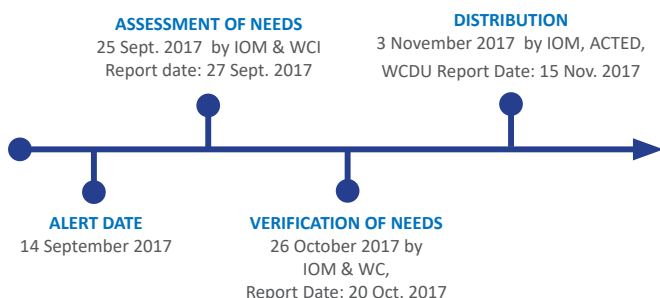 ASSESSMENT OF NEEDS
25 Sept. 2017 by IOM & WCI
Report date: 27 Sept. 2017
DISTRIBUTION
3 November 2017 by IOM, ACTED,
WCDU Report Date: 15 Nov. 2017
ALERT DATE
14 September 2017
VERIFICATION OF NEEDS
26 October 2017 by
IOM & WC,
Report Date: 20 Oct. 2017